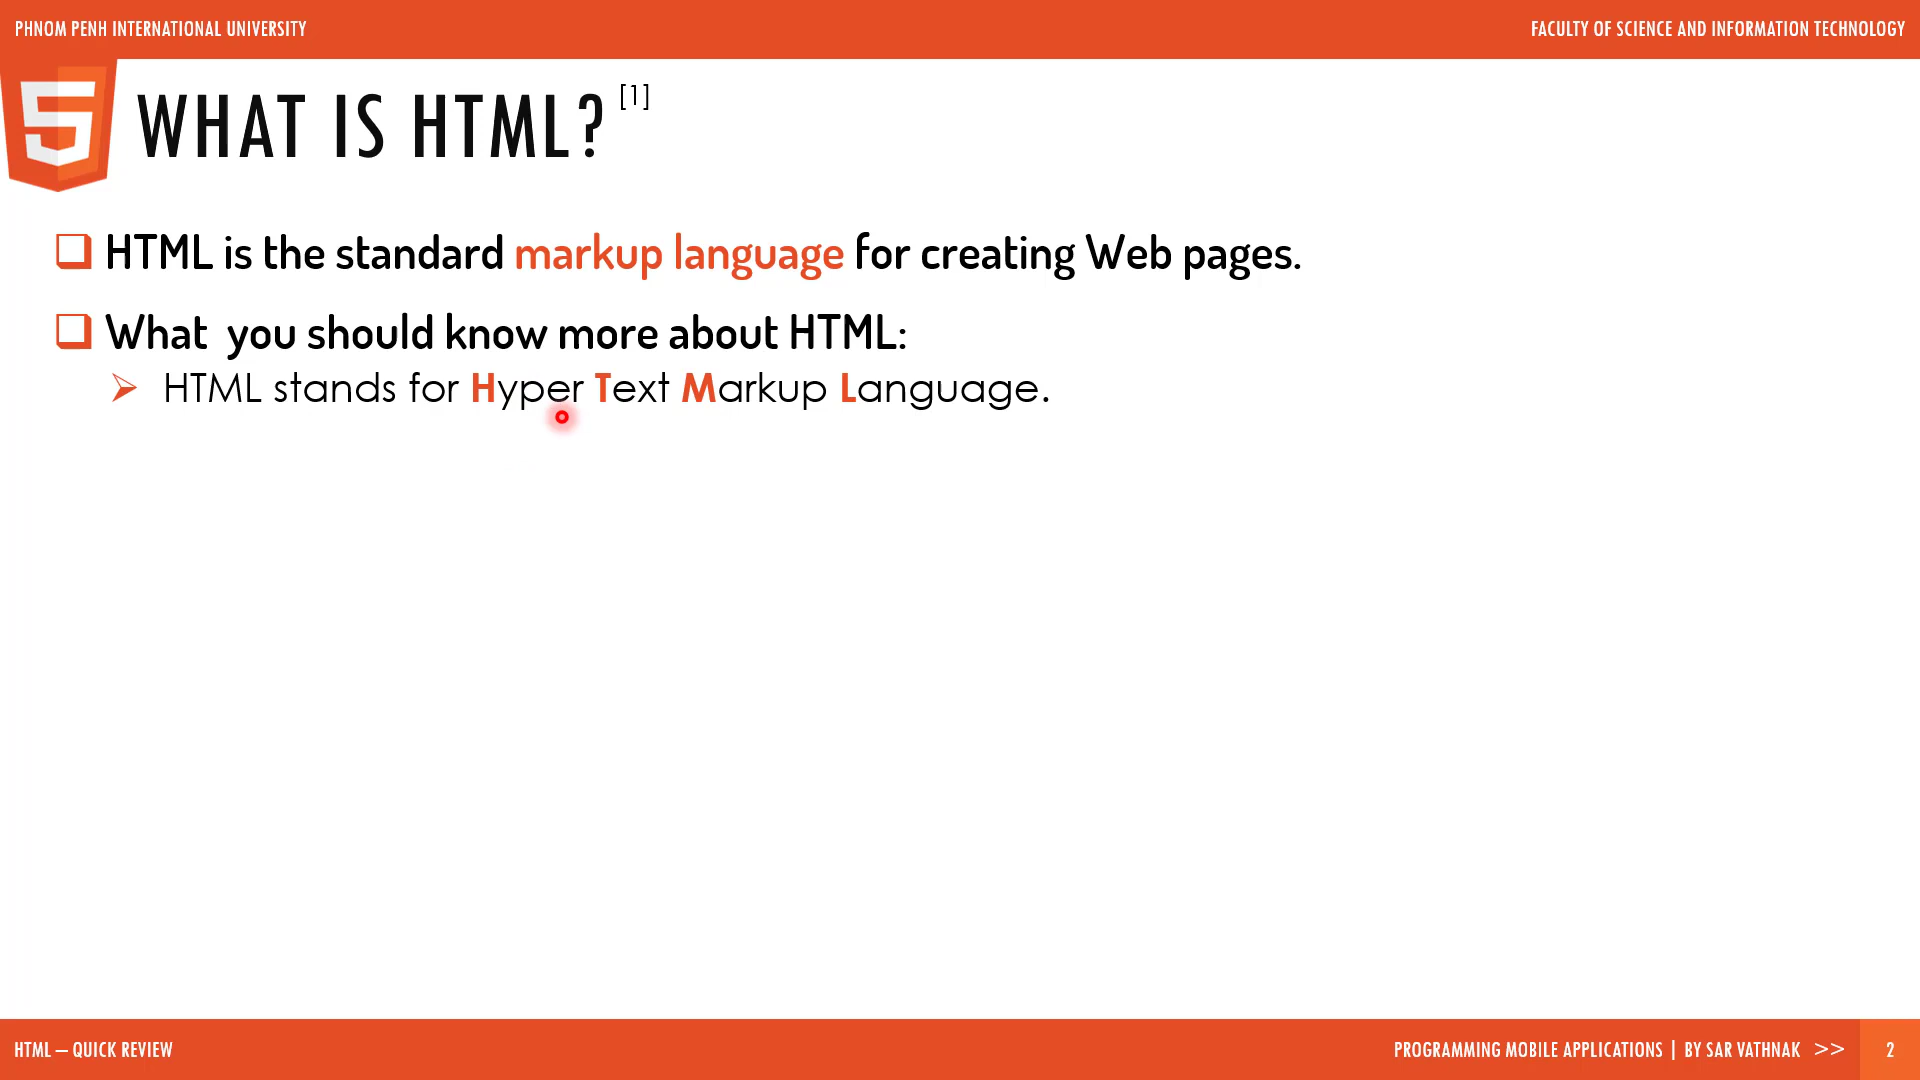 PHNOM PENH INTERNATIONAL UNIVERSITY
FACULTY OF SCIENCE AND INFORMATION TECHNOLOGY
WHAT IS HTML? [1]
HTML is the standard markup language for creating Web pages.
What  you should know more about HTML:
HTML stands for Hyper Text Markup Language.
HTML – QUICK REVIEW
PROGRAMMING MOBILE APPLICATIONS | BY SAR VATHNAK >>
2